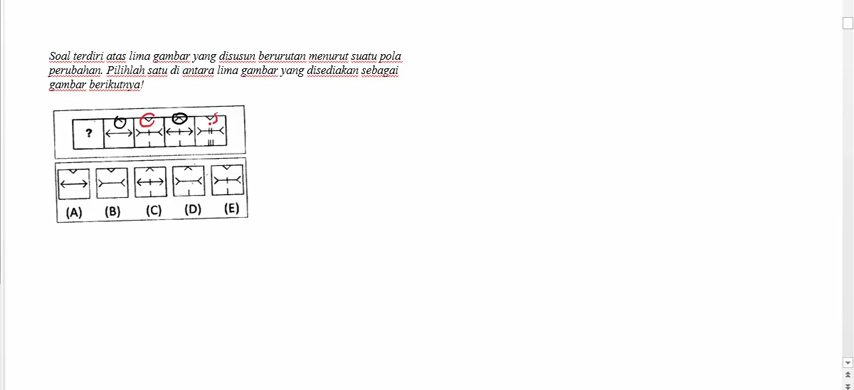 Soal terdiri atas lima gambar yang disusun berurutan menurut suatu pola
perubahan. Pilihlah satu di antara lima gambar yang disediakan sebagai
gambar berikutnya!
?
(A) (B) (C) (D) (E)